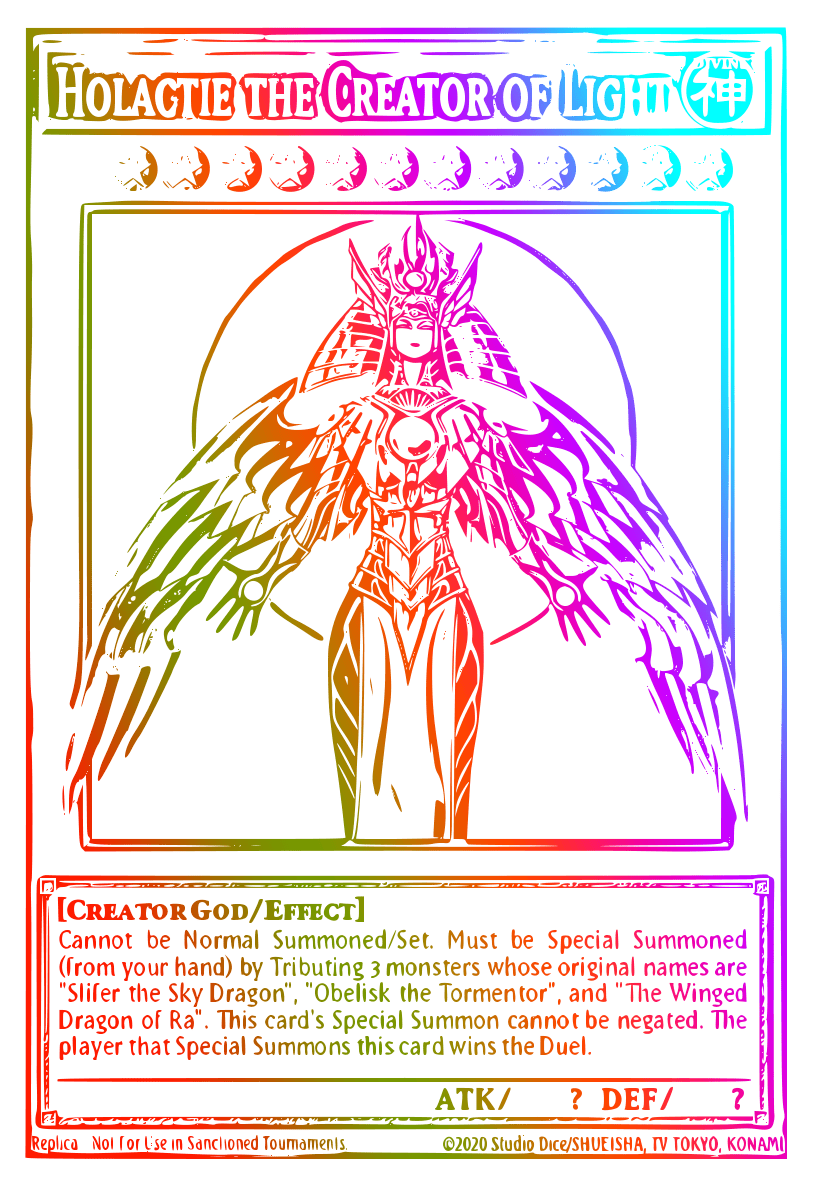 HOLACTIE THE CREATOR OF LIGHT
DIVINE
神
[CREATOR GOD/EFFECT]
Cannot be Normal Summoned/Set. Must be Special Summoned
(from your hand) by Tributing 3 monsters whose original names are
"Slifer the Sky Dragon", "Obelisk the Tormentor", and "The Winged
Dragon of Ra". This card's Special Summon cannot be negated. The
player that Special Summons this card wins the Duel.
ATK/ ? DEF/ ?
Replica Not For Use in Sanctioned Tournaments.
©2020 Studio Dice/SHUEISHA, TV TOKYO, KONAMI